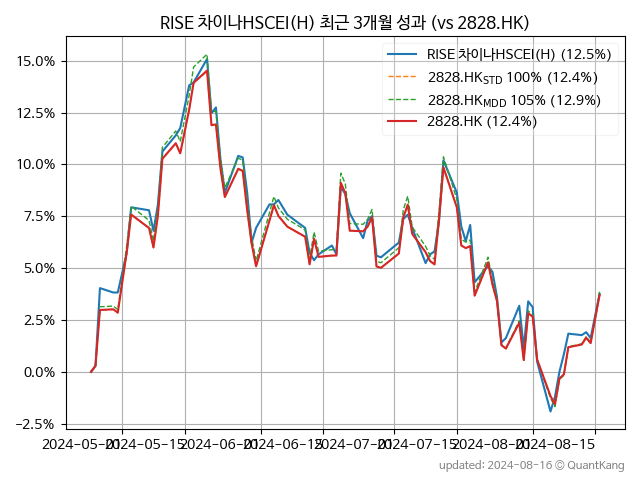 RISE 차이나HSCEI(H) 최근 3개월 성과 (vs 2828.HK)
RISE 차이나HSCEI(H) (12.5%)
2828.HK_STD 100% (12.4%)
2828.HK_MDD 105% (12.9%)
2828.HK (12.4%)
15.0%
12.5%
10.0%
7.5%
5.0%
2.5%
0.0%
−2.5%
2024-05-01 2024-05-15 2024-06-01 2024-06-15 2024-07-01 2024-07-15 2024-08-01 2024-08-15
updated: 2024-08-16 © QuantKang